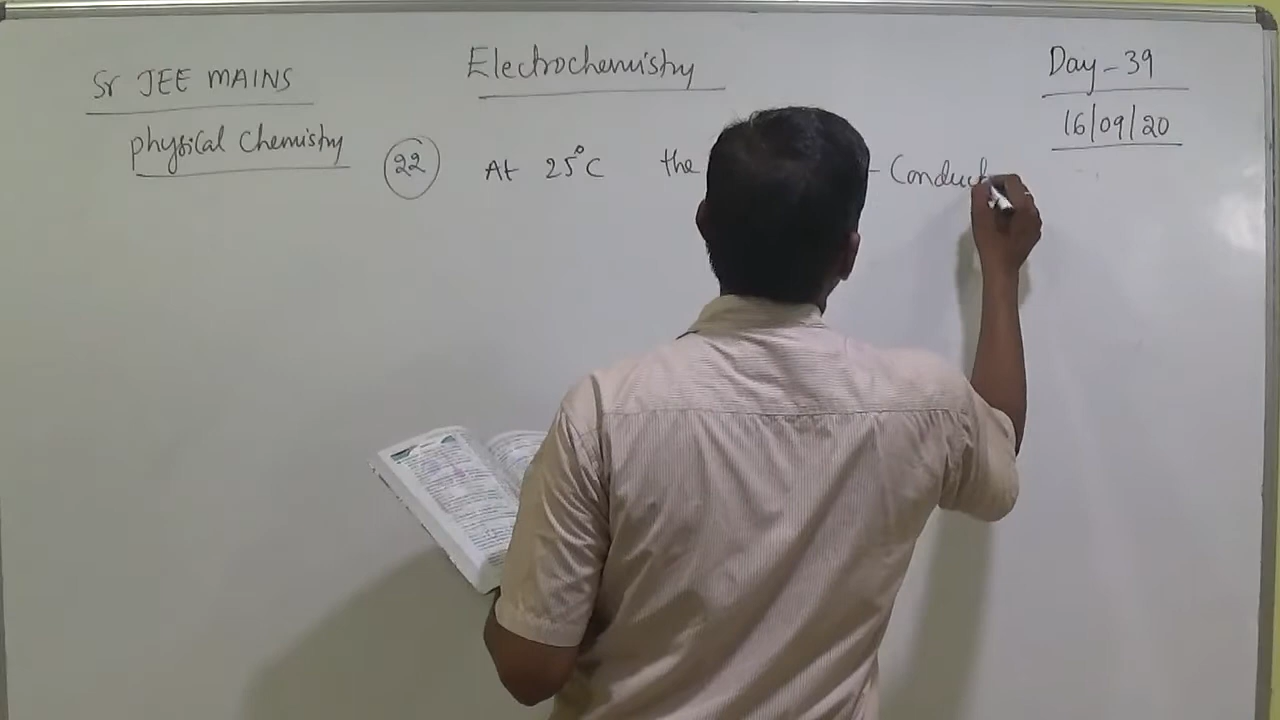 Electrochemistry
Day - 39
Sr JEE MAINS
16/09/20
physical Chemistry
22 At 25°C the - Conduct